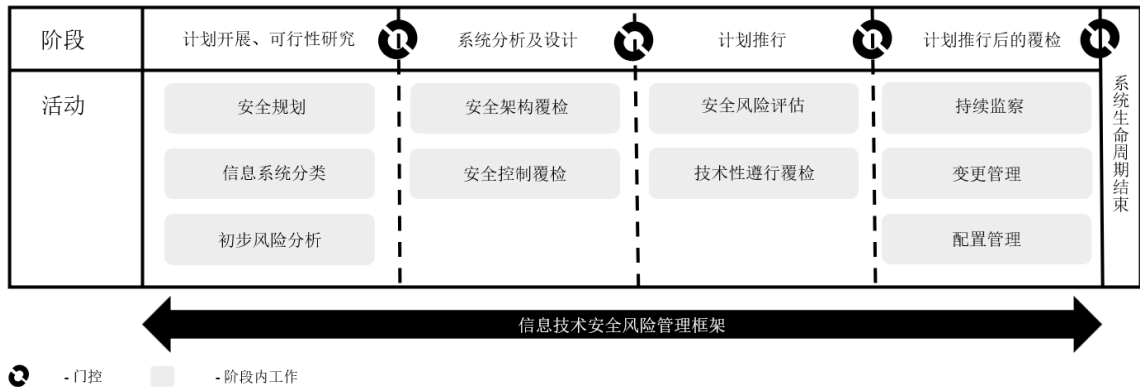 阶段
计划开展、可行性研究
系统分析及设计
计划推行
计划推行后的覆检
系统生命周期结束
活动
安全规划
安全架构覆检
安全风险评估
持续监察
信息系统分类
安全控制覆检
技术性遵行覆检
变更管理
初步风险分析
配置管理
信息技术安全风险管理框架
- 门控
- 阶段内工作